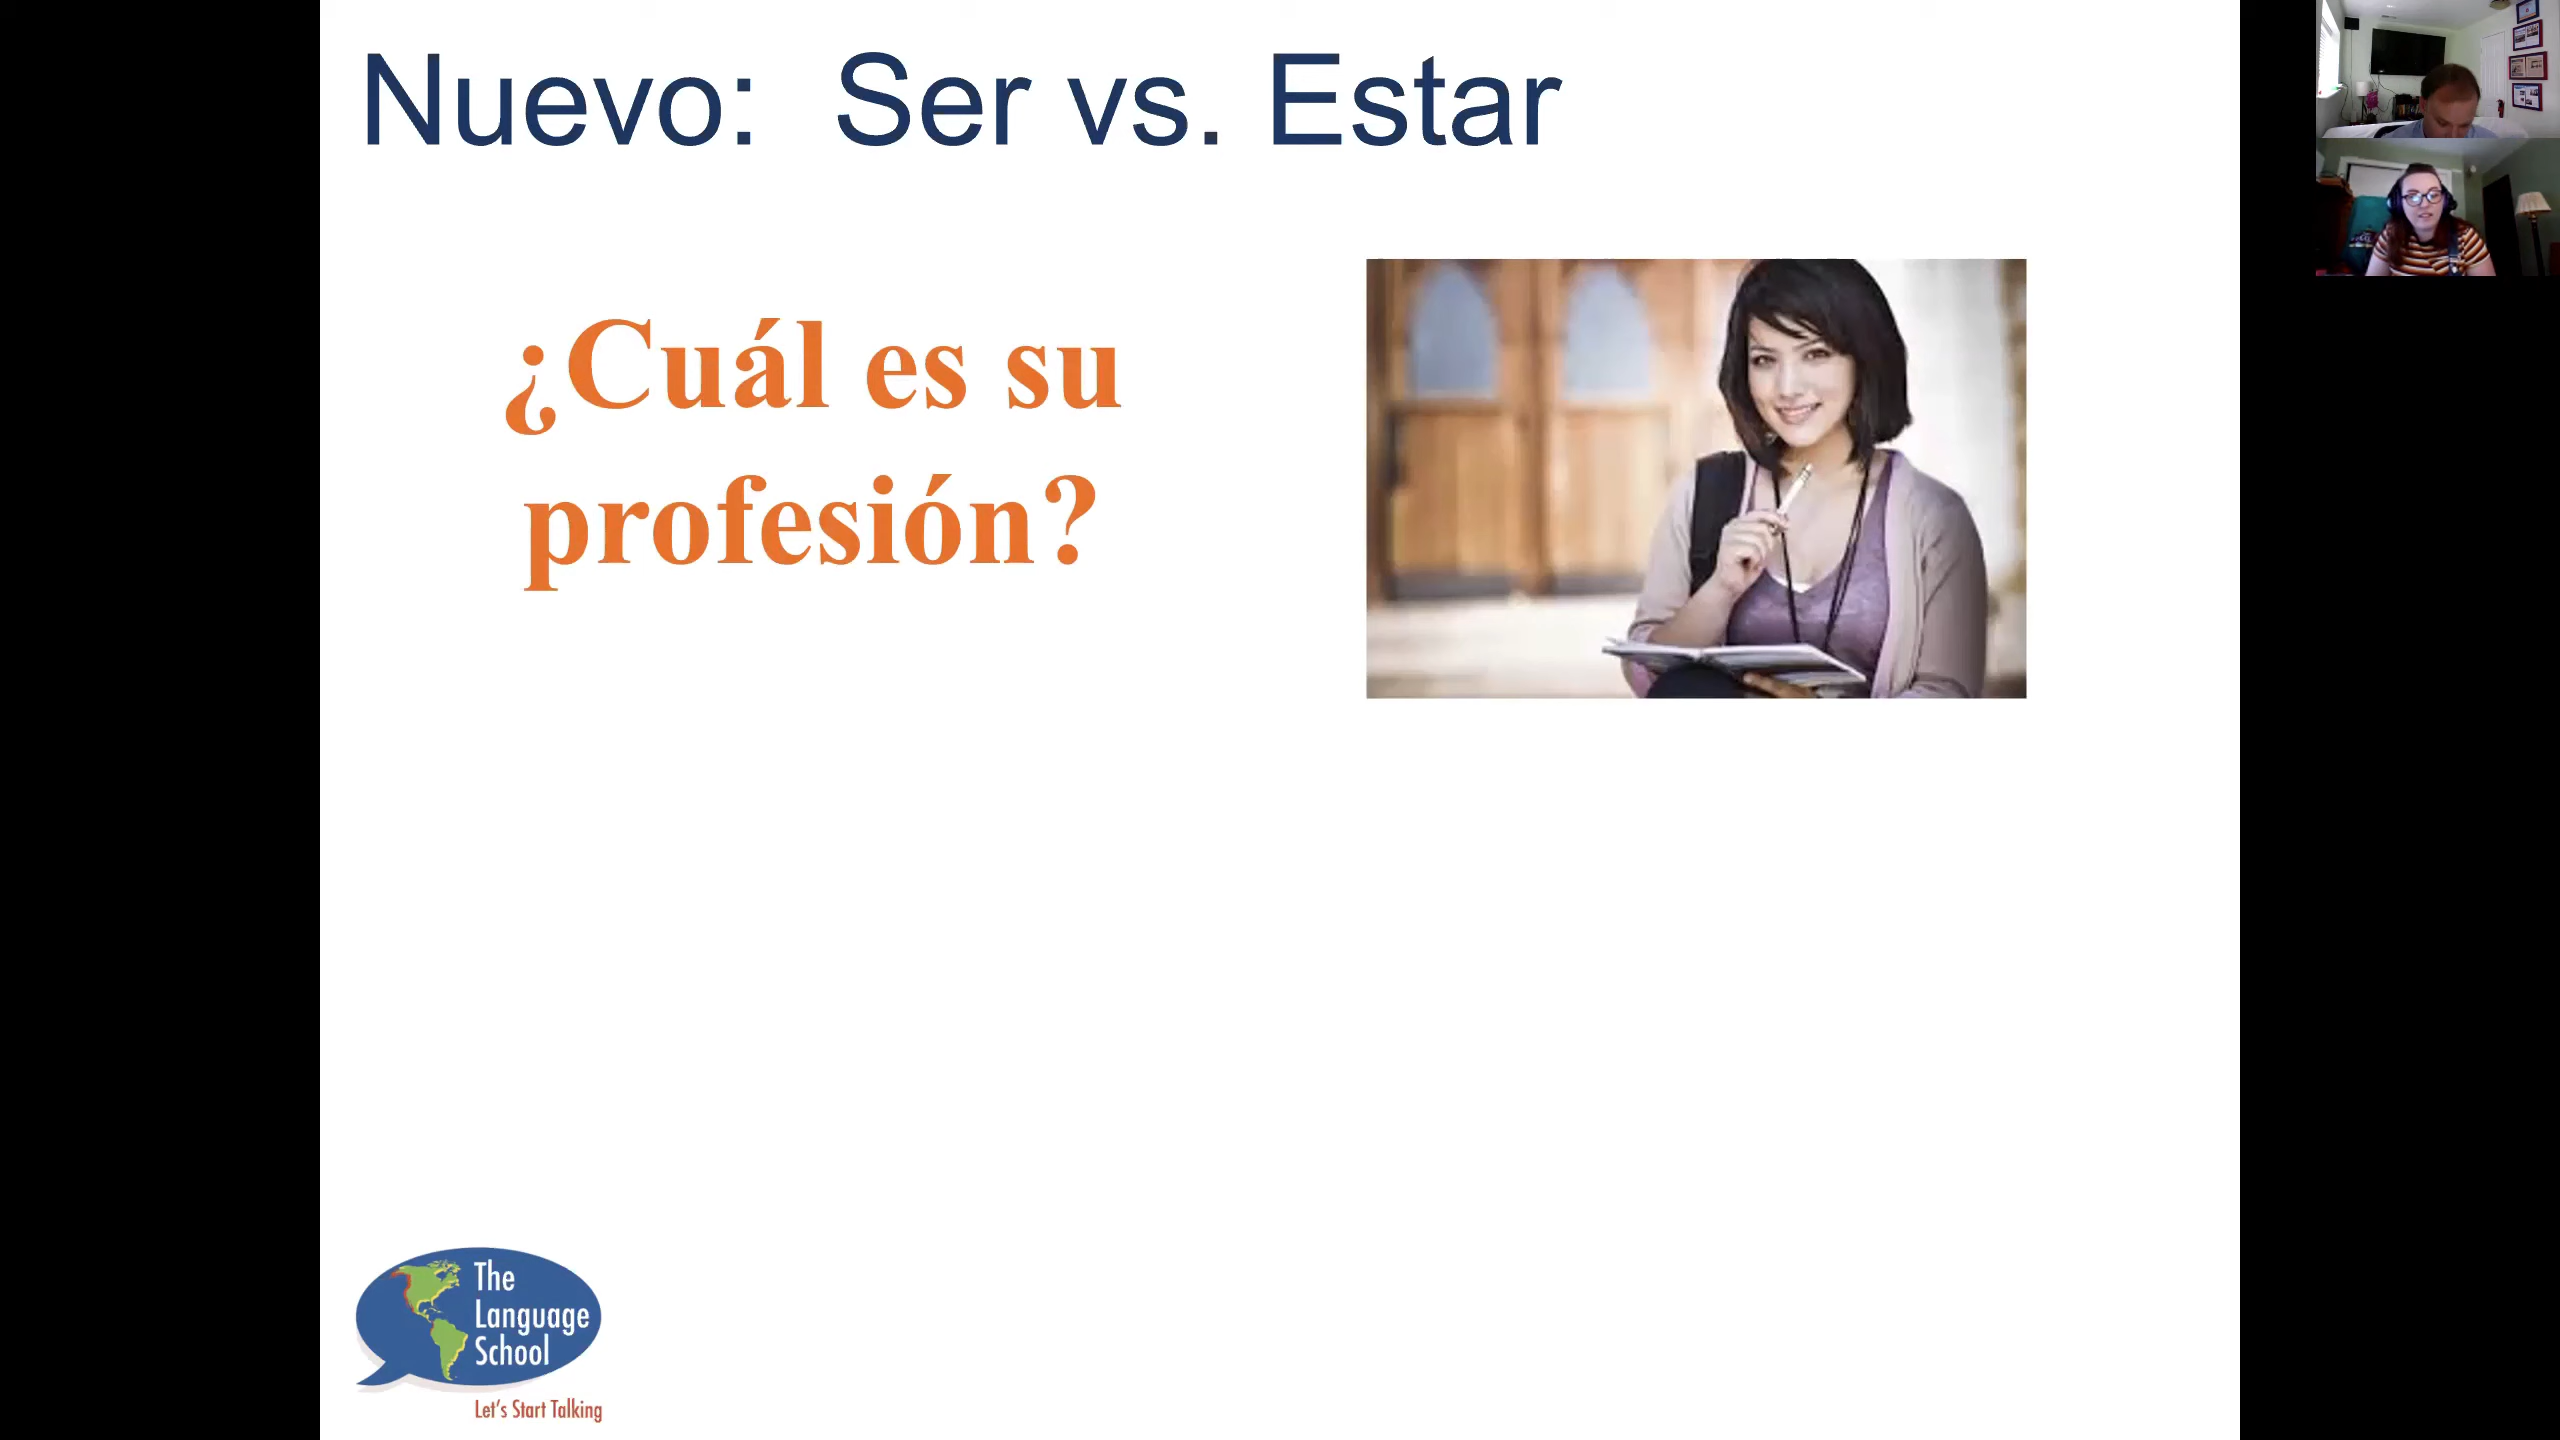 Nuevo: Ser vs. Estar
¿Cuál es su
profesión?
The
Language
School
Let's Start Talking